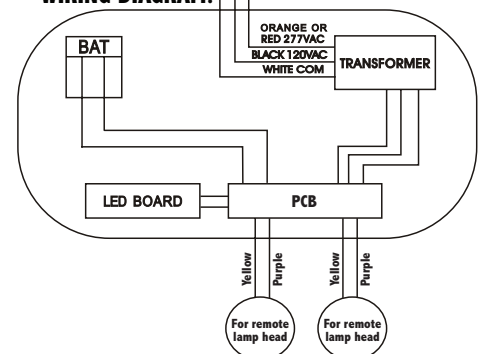 WIRING DIAGRAM:
ORANGE OR
RED 277VAC
BLACK 120VAC
WHITE COM
BAT
TRANSFORMER
LED BOARD
PCB
Yellow
Purple
Yellow
Purple
For remote
lamp head
For remote
lamp head